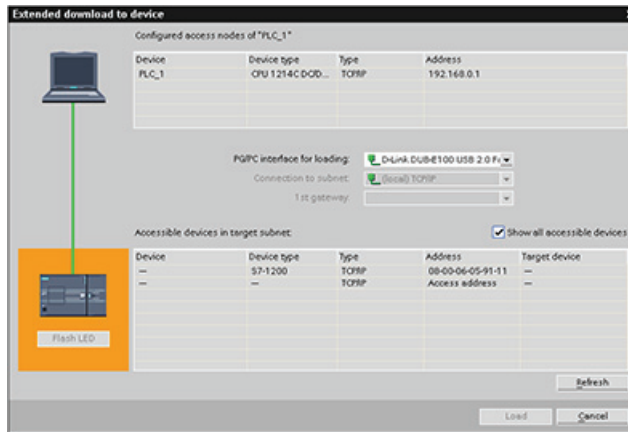 Extended download to device
Configured access nodes of "PLC_1"
Device Device type Type Address
PLC_1 CPU 1214C DC/D... TCP/IP 192.168.0.1
PG/PC interface for loading: D-Link DUB-E100 USB 2.0 Fa
Connection to subnet: (local) TCP/IP
1st gateway:
Accessible devices in target subnet: Show all accessible devices
Device Device type Type Address Target device
— S7-1200 TCP/IP 08-00-06-05-91-11 —
— — TCP/IP Access address —
Flash LED
Refresh
Load Cancel